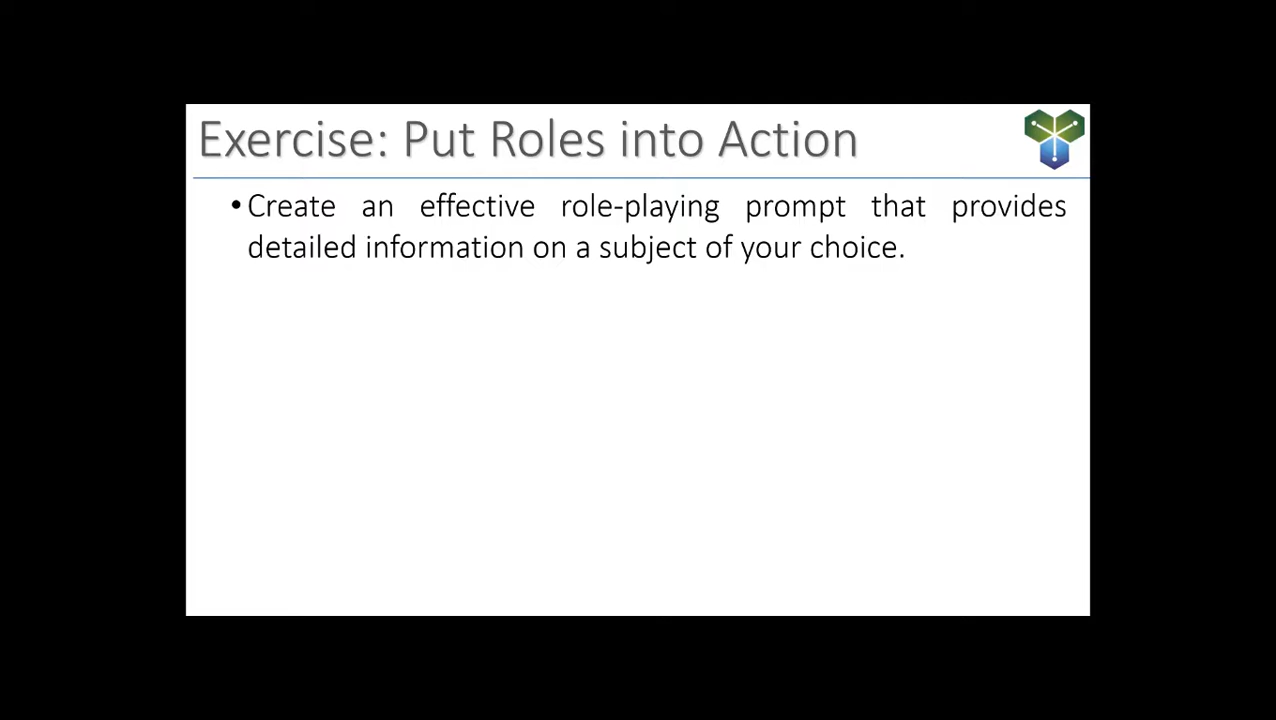 Exercise: Put Roles into Action
•Create an effective role-playing prompt that provides
detailed information on a subject of your choice.